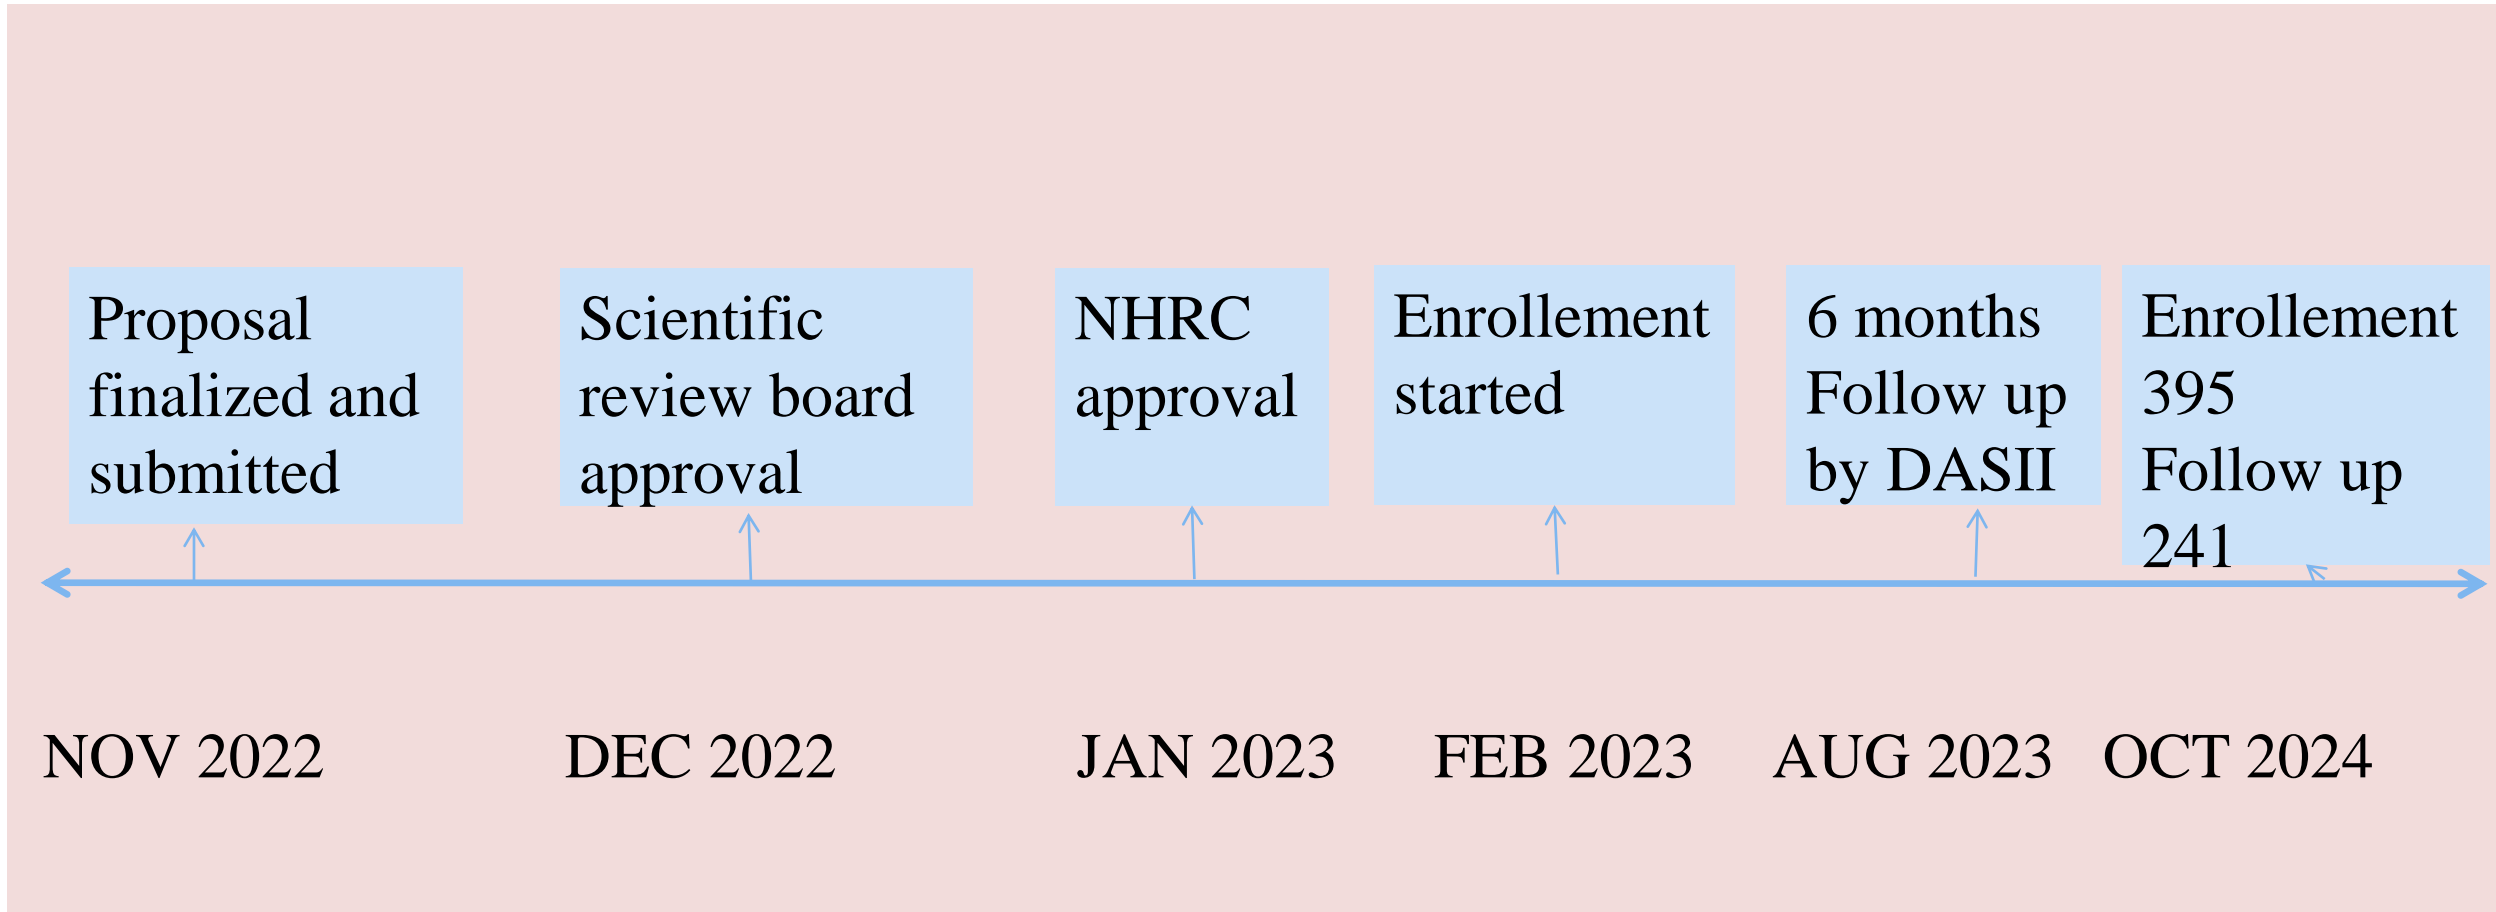 Proposal
finalized and
submitted
Scientific
review board
approval
NHRC
approval
Enrollement
started
6 months
Follow up
by DASII
Enrollement
395
Follow up
241
NOV 2022
DEC 2022
JAN 2023
FEB 2023
AUG 2023
OCT 2024